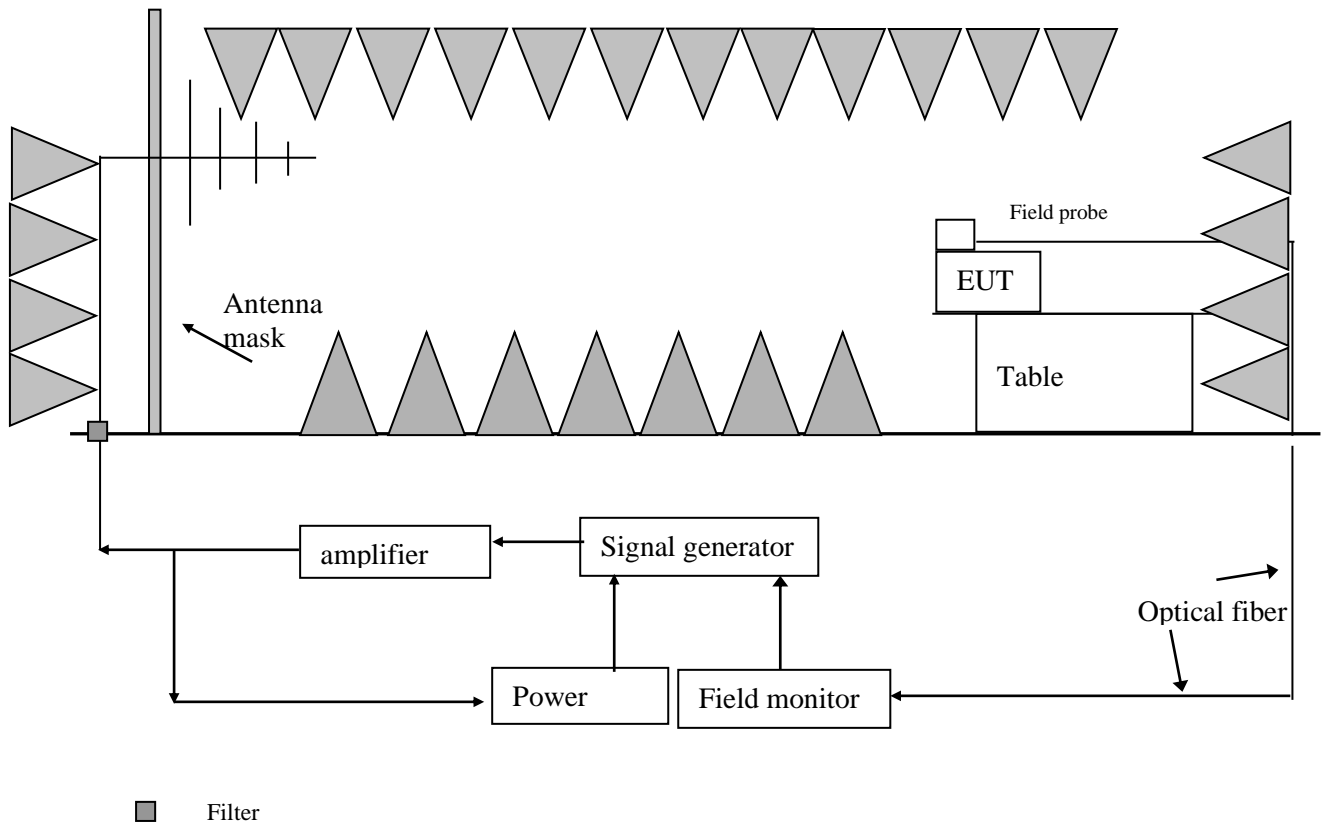 Field probe
EUT
Antenna
mask
Table
Signal generator
amplifier
Optical fiber
Power
Field monitor
Filter